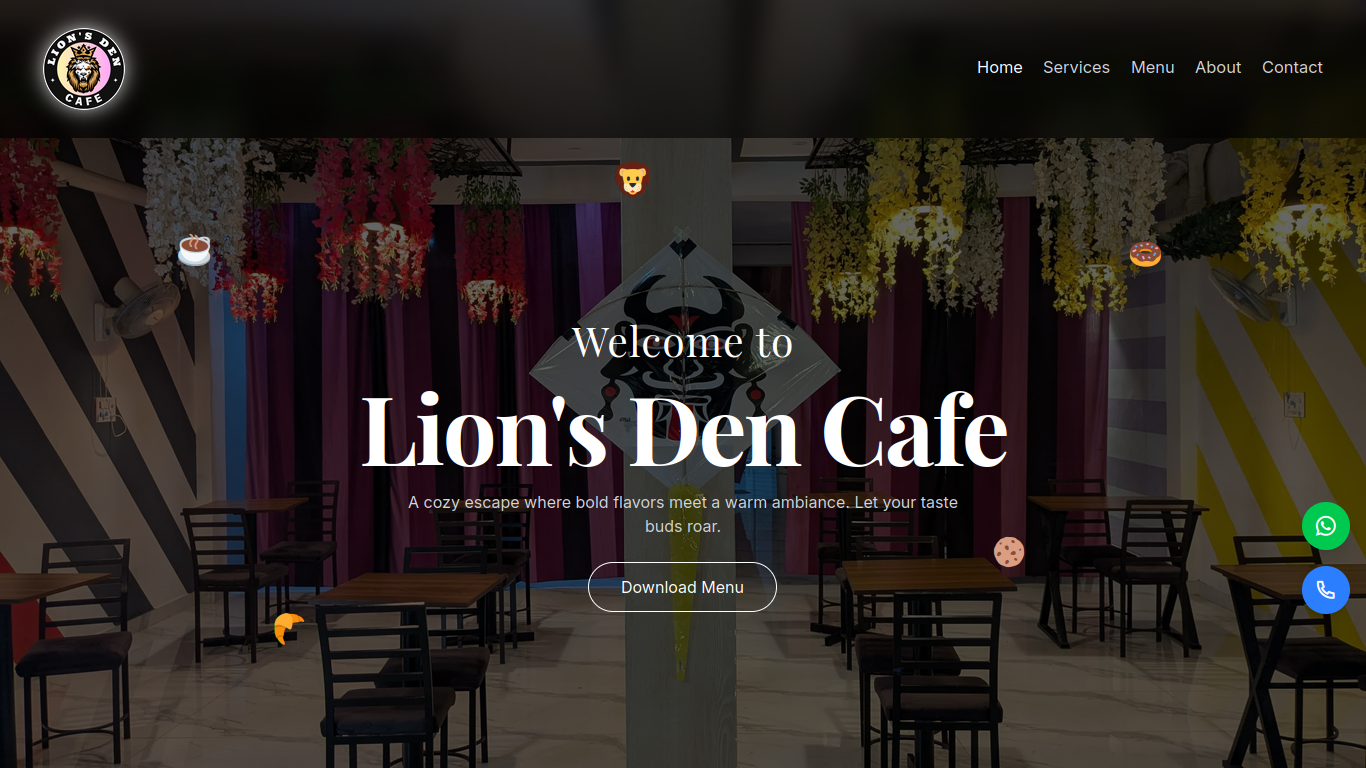 LION'S DEN
CAFE
Home Services Menu About Contact
Welcome to
Lion's Den Cafe
A cozy escape where bold flavors meet a warm ambiance. Let your taste
buds roar.
Download Menu